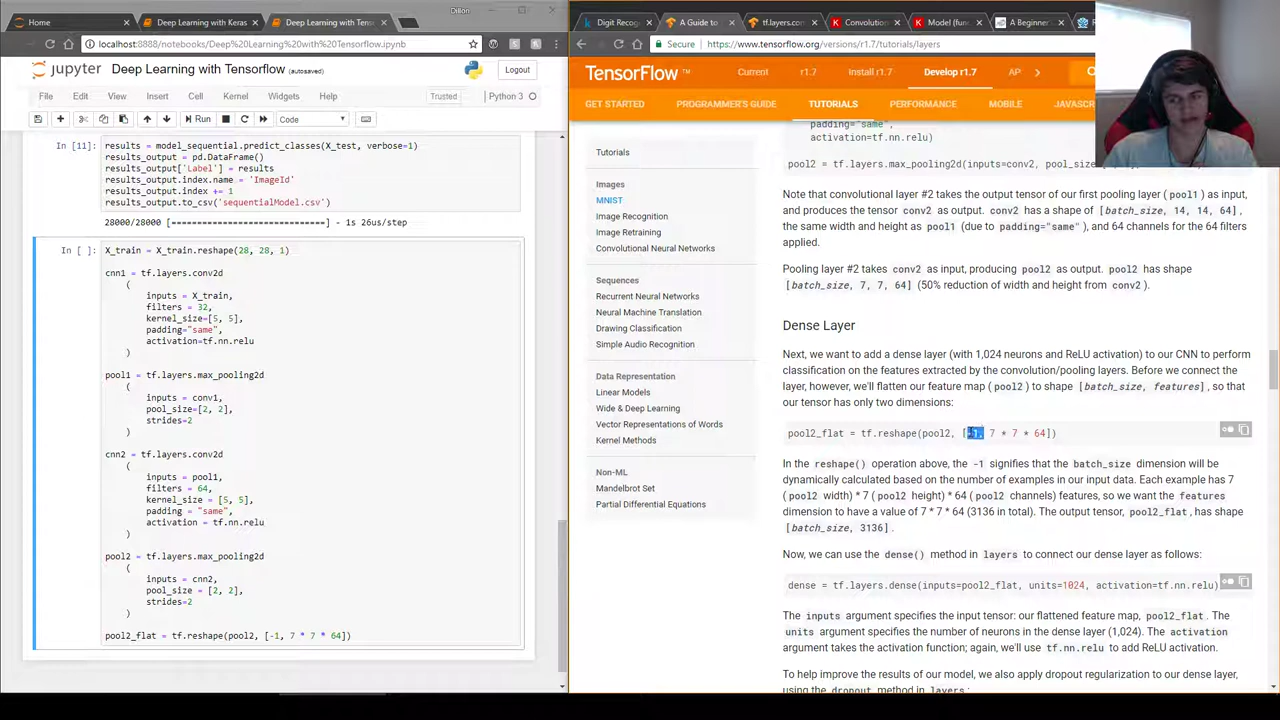 Home
Deep Learning with Keras
Deep Learning with Tens
Dillon
localhost:8888/notebooks/Deep%20Learning%20with%20Tensorflow.ipynb
jupyter Deep Learning with Tensorflow (autosaved)
Logout
File Edit View Insert Cell Kernel Widgets Help
Trusted
Python 3
Run
Code
In [11]:
results = model_sequential.predict_classes(X_test, verbose=1)
results_output = pd.DataFrame()
results_output['Label'] = results
results_output.index.name = 'ImageId'
results_output.index += 1
results_output.to_csv('sequentialModel.csv')
28000/28000 [==============================] - 1s 26us/step
In [ ]:
X_train = X_train.reshape(28, 28, 1)
cnn1 = tf.layers.conv2d
(
inputs = X_train,
filters = 32,
kernel_size=[5, 5],
padding="same",
activation=tf.nn.relu
)
pool1 = tf.layers.max_pooling2d
(
inputs = conv1,
pool_size=[2, 2],
strides=2
)
cnn2 = tf.layers.conv2d
(
inputs = pool1,
filters = 64,
kernel_size = [5, 5],
padding = "same",
activation = tf.nn.relu
)
pool2 = tf.layers.max_pooling2d
(
inputs = cnn2,
pool_size = [2, 2],
strides=2
)
pool2_flat = tf.reshape(pool2, [-1, 7 * 7 * 64])
Digit Recog
A Guide to
tf.layers.con
Convolution
Model (func
A Beginner'
Secure
https://www.tensorflow.org/versions/r1.7/tutorials/layers
TensorFlow™
Current
r1.7
Install r1.7
Develop r1.7
AP
GET STARTED
PROGRAMMER'S GUIDE
TUTORIALS
PERFORMANCE
MOBILE
Tutorials
Images
MNIST
Image Recognition
Image Retraining
Convolutional Neural Networks
Sequences
Recurrent Neural Networks
Neural Machine Translation
Drawing Classification
Simple Audio Recognition
Data Representation
Linear Models
Wide & Deep Learning
Vector Representations of Words
Kernel Methods
Non-ML
Mandelbrot Set
Partial Differential Equations
padding="same",
activation=tf.nn.relu)
pool2 = tf.layers.max_pooling2d(inputs=conv2,
Note that convolutional layer #2 takes the output tensor of our first pooling layer (pool1) as input,
and produces the tensor conv2 as output. conv2 has a shape of [batch_size, 14, 14, 64],
the same width and height as pool1 (due to padding="same"), and 64 channels for the 64 filters
applied.
Pooling layer #2 takes conv2 as input, producing pool2 as output. pool2 has shape
[batch_size, 7, 7, 64] (50% reduction of width and height from conv2).
Dense Layer
Next, we want to add a dense layer (with 1,024 neurons and ReLU activation) to our CNN to perform
classification on the features extracted by the convolution/pooling layers. Before we connect the
layer, however, we'll flatten our feature map (pool2) to shape [batch_size, features], so that
our tensor has only two dimensions:
pool2_flat = tf.reshape(pool2, [-1, 7 * 7 * 64])
In the reshape() operation above, the -1 signifies that the batch_size dimension will be
dynamically calculated based on the number of examples in our input data. Each example has 7
(pool2 width) * 7 (pool2 height) * 64 (pool2 channels) features, so we want the features
dimension to have a value of 7 * 7 * 64 (3136 in total). The output tensor, pool2_flat, has shape
[batch_size, 3136].
Now, we can use the dense() method in layers to connect our dense layer as follows:
dense = tf.layers.dense(inputs=pool2_flat, units=1024, activation=tf.nn.relu)
The inputs argument specifies the input tensor: our flattened feature map, pool2_flat. The
units argument specifies the number of neurons in the dense layer (1,024). The activation
argument takes the activation function; again, we'll use tf.nn.relu to add ReLU activation.
To help improve the results of our model, we also apply dropout regularization to our dense layer,
using the dropout method in layers: